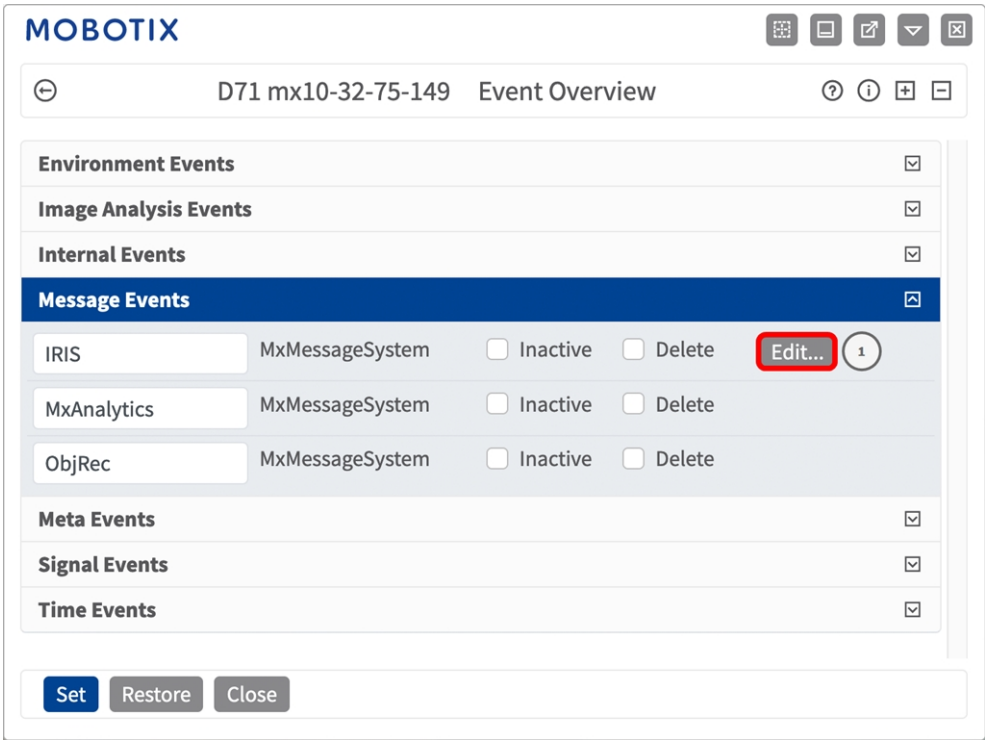 MOBOTIX
D71 mx10-32-75-149 Event Overview
Environment Events
Image Analysis Events
Internal Events
Message Events
IRIS MxMessageSystem Inactive Delete Edit... 1
MxAnalytics MxMessageSystem Inactive Delete
ObjRec MxMessageSystem Inactive Delete
Meta Events
Signal Events
Time Events
Set Restore Close